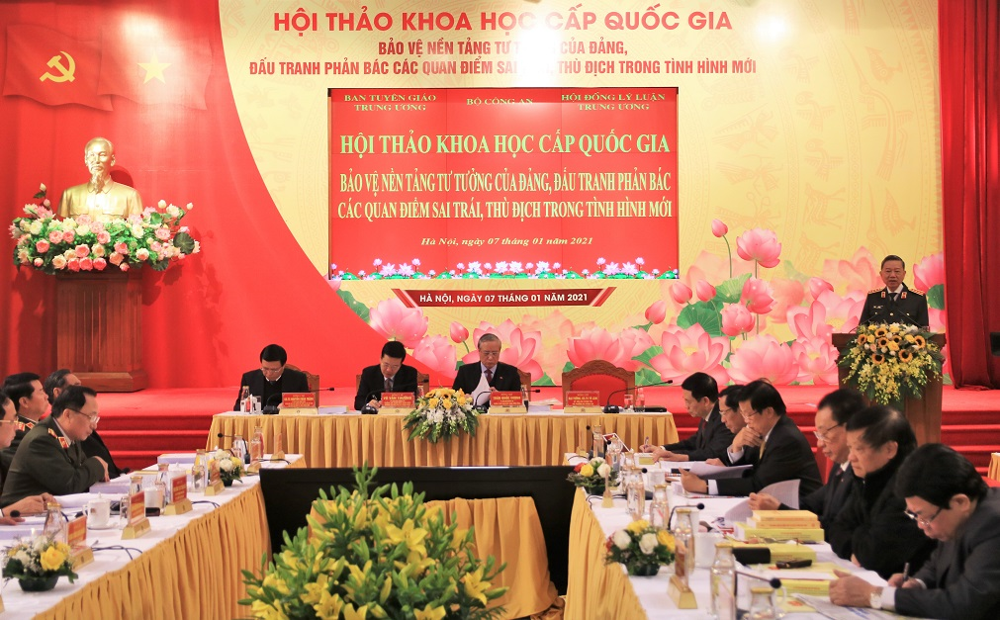 HỘI THẢO KHOA HỌC CẤP QUỐC GIA
BẢO VỆ NỀN TẢNG TƯ CỦA ĐẢNG,
ĐẤU TRANH PHẢN BÁC CÁC QUAN ĐIỂM SAI THÙ ĐỊCH TRONG TÌNH HÌNH MỚI
BAN TUYÊN GIÁO TRUNG ƯƠNG
BỘ CÔNG AN
HỘI ĐỒNG LÝ LUẬN TRUNG ƯƠNG
HỘI THẢO KHOA HỌC CẤP QUỐC GIA
BẢO VỆ NỀN TẢNG TƯ TƯỞNG CỦA ĐẢNG, ĐẤU TRANH PHẢN BÁC
CÁC QUAN ĐIỂM SAI TRÁI, THÙ ĐỊCH TRONG TÌNH HÌNH MỚI
Hà Nội, ngày 07 tháng 01 năm 2021
HÀ NỘI, NGÀY 07 THÁNG 01 NĂM 2021